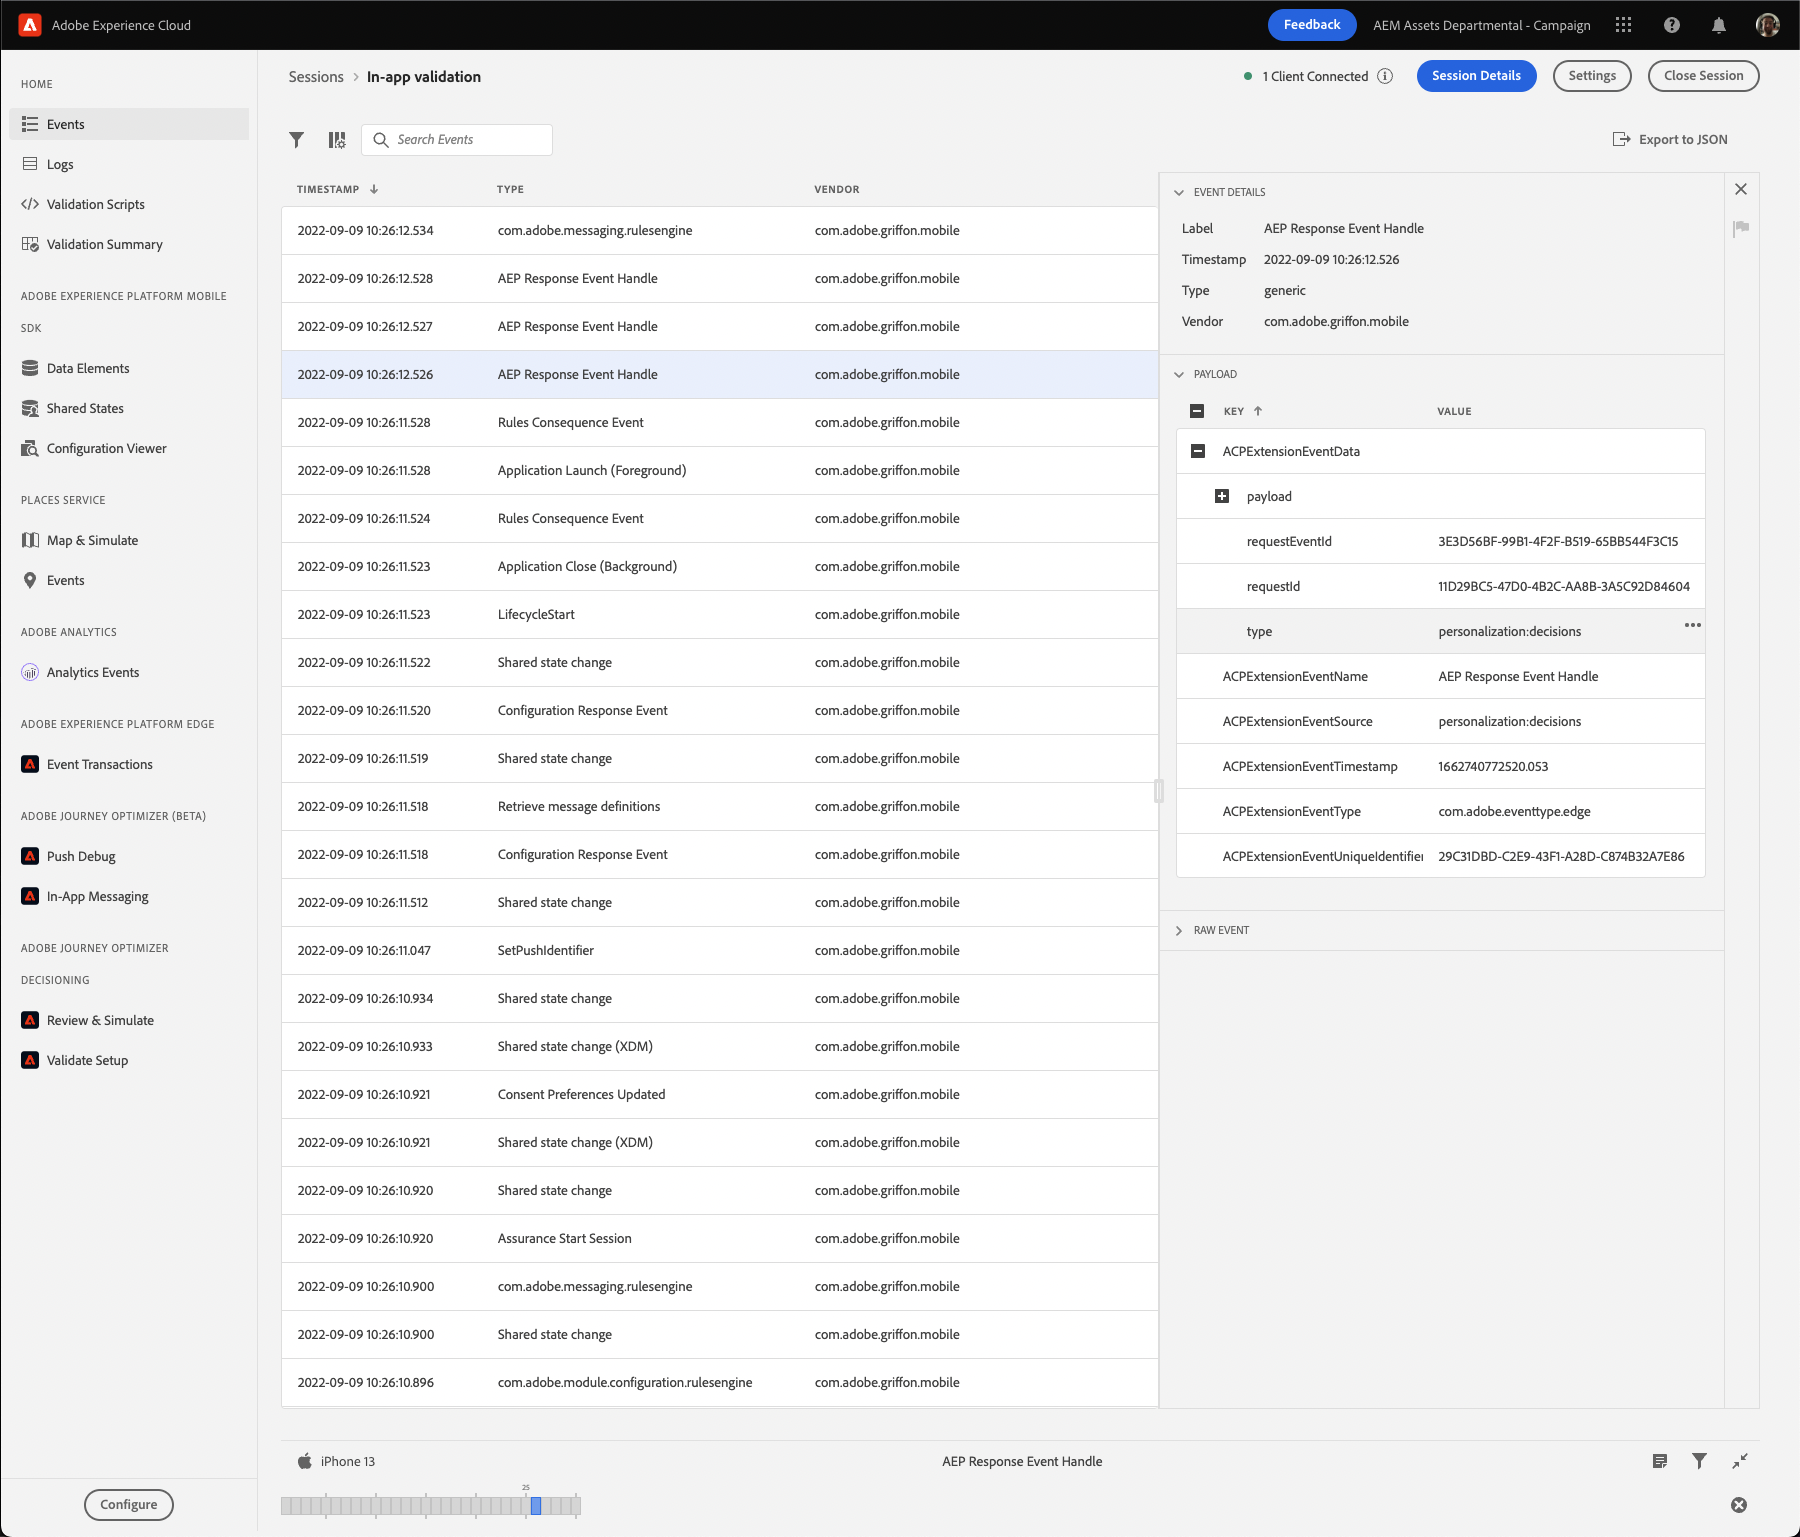 Adobe Experience Cloud
Feedback
AEM Assets Departmental - Campaign
HOME
Events
Logs
Validation Scripts
Validation Summary
ADOBE EXPERIENCE PLATFORM MOBILE
SDK
Data Elements
Shared States
Configuration Viewer
PLACES SERVICE
Map & Simulate
Events
ADOBE ANALYTICS
Analytics Events
ADOBE EXPERIENCE PLATFORM EDGE
Event Transactions
ADOBE JOURNEY OPTIMIZER (BETA)
Push Debug
In-App Messaging
ADOBE JOURNEY OPTIMIZER
DECISIONING
Review & Simulate
Validate Setup
Configure
Sessions > In-app validation
1 Client Connected
Session Details
Settings
Close Session
Search Events
Export to JSON
TIMESTAMP TYPE VENDOR
2022-09-09 10:26:12.534 com.adobe.messaging.rulesengine com.adobe.griffon.mobile
2022-09-09 10:26:12.528 AEP Response Event Handle com.adobe.griffon.mobile
2022-09-09 10:26:12.527 AEP Response Event Handle com.adobe.griffon.mobile
2022-09-09 10:26:12.526 AEP Response Event Handle com.adobe.griffon.mobile
2022-09-09 10:26:11.528 Rules Consequence Event com.adobe.griffon.mobile
2022-09-09 10:26:11.528 Application Launch (Foreground) com.adobe.griffon.mobile
2022-09-09 10:26:11.524 Rules Consequence Event com.adobe.griffon.mobile
2022-09-09 10:26:11.523 Application Close (Background) com.adobe.griffon.mobile
2022-09-09 10:26:11.523 LifecycleStart com.adobe.griffon.mobile
2022-09-09 10:26:11.522 Shared state change com.adobe.griffon.mobile
2022-09-09 10:26:11.520 Configuration Response Event com.adobe.griffon.mobile
2022-09-09 10:26:11.519 Shared state change com.adobe.griffon.mobile
2022-09-09 10:26:11.518 Retrieve message definitions com.adobe.griffon.mobile
2022-09-09 10:26:11.518 Configuration Response Event com.adobe.griffon.mobile
2022-09-09 10:26:11.512 Shared state change com.adobe.griffon.mobile
2022-09-09 10:26:11.047 SetPushIdentifier com.adobe.griffon.mobile
2022-09-09 10:26:10.934 Shared state change com.adobe.griffon.mobile
2022-09-09 10:26:10.933 Shared state change (XDM) com.adobe.griffon.mobile
2022-09-09 10:26:10.921 Consent Preferences Updated com.adobe.griffon.mobile
2022-09-09 10:26:10.921 Shared state change (XDM) com.adobe.griffon.mobile
2022-09-09 10:26:10.920 Shared state change com.adobe.griffon.mobile
2022-09-09 10:26:10.920 Assurance Start Session com.adobe.griffon.mobile
2022-09-09 10:26:10.900 com.adobe.messaging.rulesengine com.adobe.griffon.mobile
2022-09-09 10:26:10.900 Shared state change com.adobe.griffon.mobile
2022-09-09 10:26:10.896 com.adobe.module.configuration.rulesengine com.adobe.griffon.mobile
EVENT DETAILS
Label AEP Response Event Handle
Timestamp 2022-09-09 10:26:12.526
Type generic
Vendor com.adobe.griffon.mobile
PAYLOAD
KEY VALUE
ACPExtensionEventData
payload
requestEventId 3E3D56BF-99B1-4F2F-B519-65BB544F3C15
requestId 11D29BC5-47D0-4B2C-AA8B-3A5C92D84604
type personalization:decisions
ACPExtensionEventName AEP Response Event Handle
ACPExtensionEventSource personalization:decisions
ACPExtensionEventTimestamp 1662740772520.053
ACPExtensionEventType com.adobe.eventtype.edge
ACPExtensionEventUniqueIdentifier 29C31DBD-C2E9-43F1-A28D-C874B32A7E86
RAW EVENT
iPhone 13
AEP Response Event Handle
25